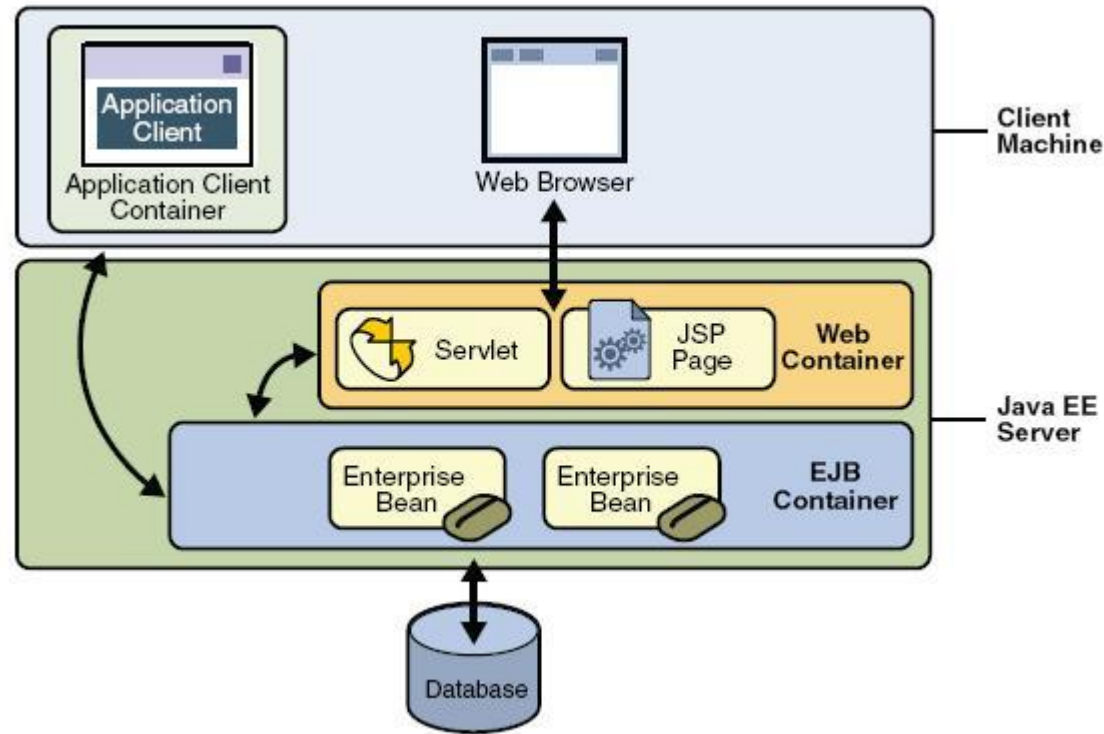 Application
Client
Application Client
Container
Web Browser
Client
Machine
Servlet
JSP
Page
Web
Container
Java EE
Server
Enterprise
Bean
Enterprise
Bean
EJB
Container
Database